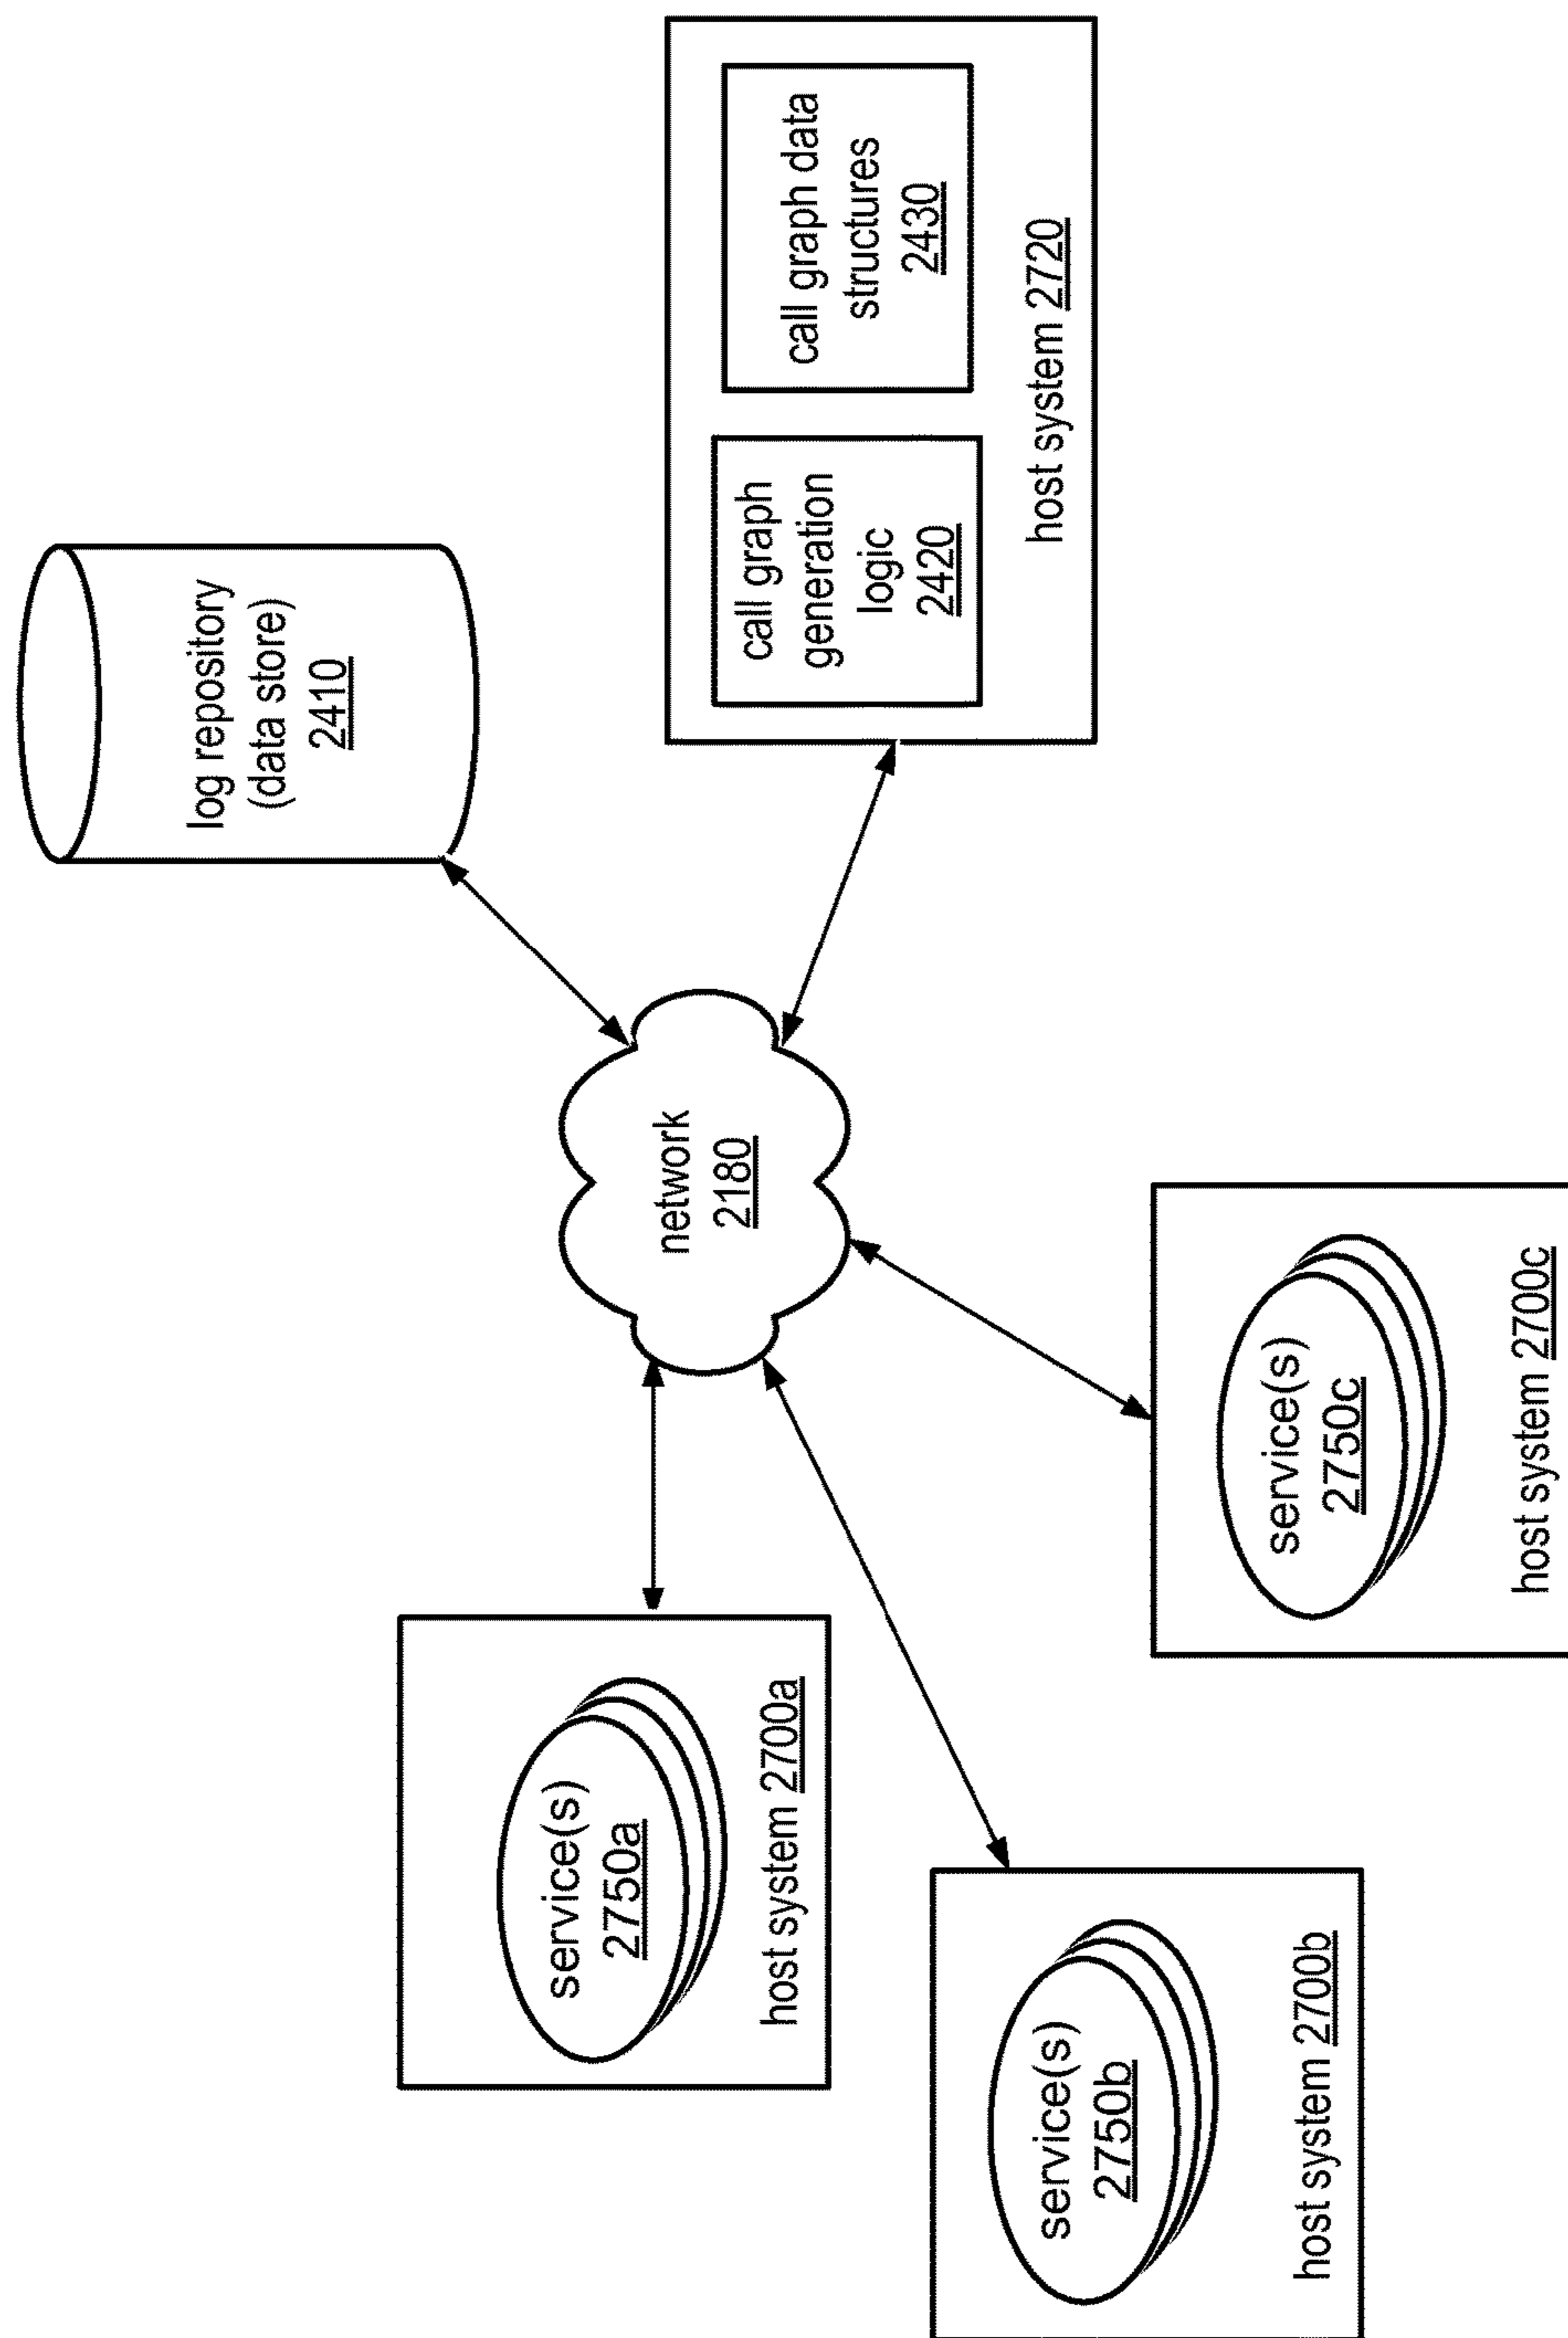 log repository
(data store)
2410
call graph
generation
logic
2420
call graph data
structures
2430
host system 2720
network
2180
service(s)
2750a
host system 2700a
service(s)
2750b
host system 2700b
service(s)
2750c
host system 2700c